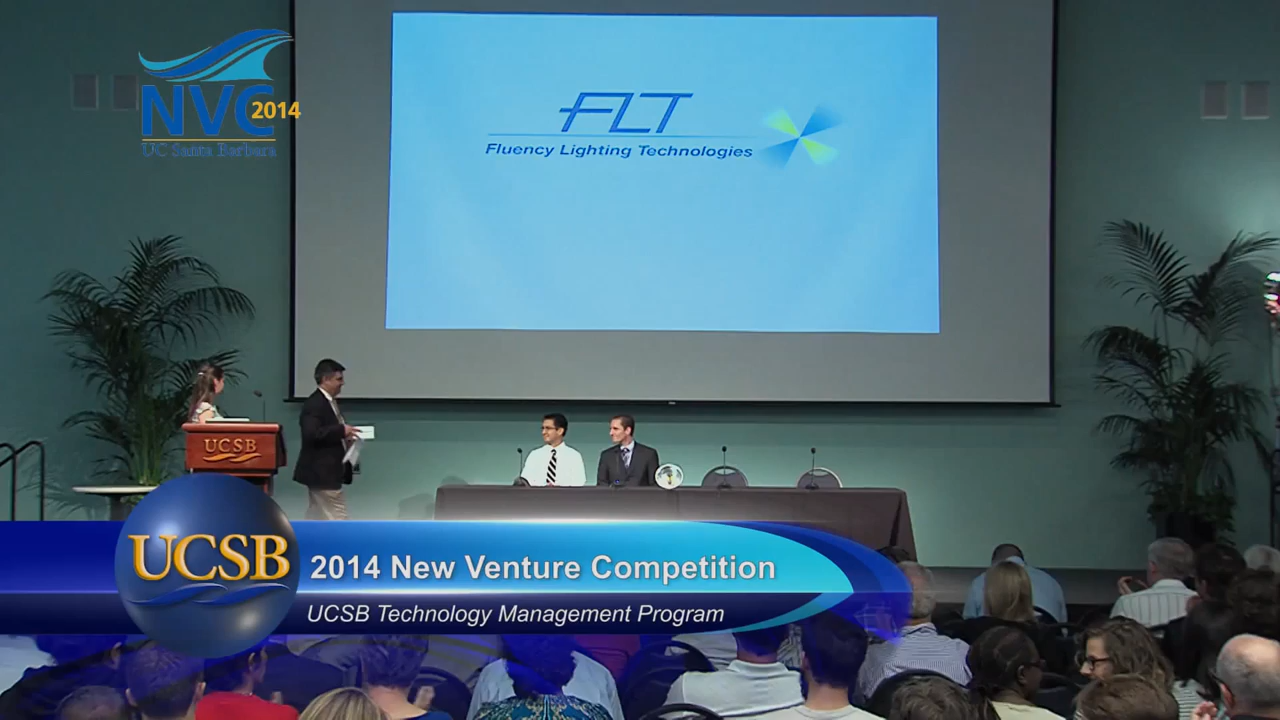 NVC
2014
UC Santa Barbara
FLT
Fluency Lighting Technologies
UCSB
UCSB
2014 New Venture Competition
UCSB Technology Management Program